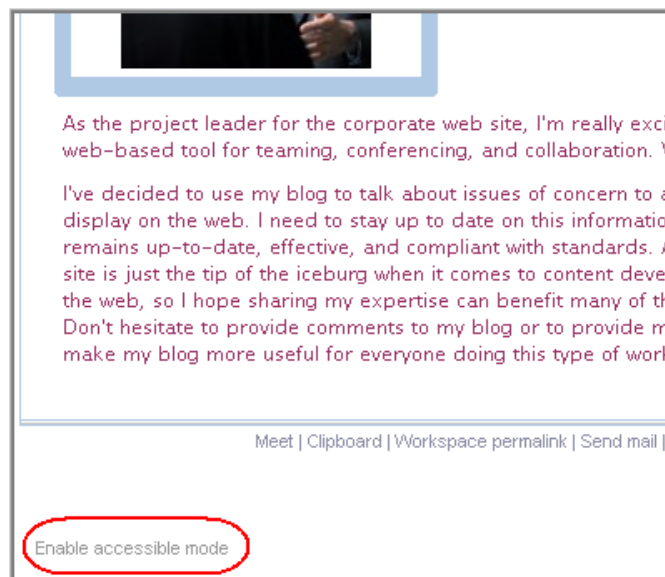 As the project leader for the corporate web site, I'm really
web-based tool for teaming, conferencing, and collaboration.
I've decided to use my blog to talk about issues of concern to
display on the web. I need to stay up to date on this
remains up-to-date, effective, and compliant with standards.
site is just the tip of the iceburg when it comes to content
the web, so I hope sharing my expertise can benefit many of
Don't hesitate to provide comments to my blog or to provide
make my blog more useful for everyone doing this type of
Meet | Clipboard | Workspace permalink | Send mail |
Enable accessible mode